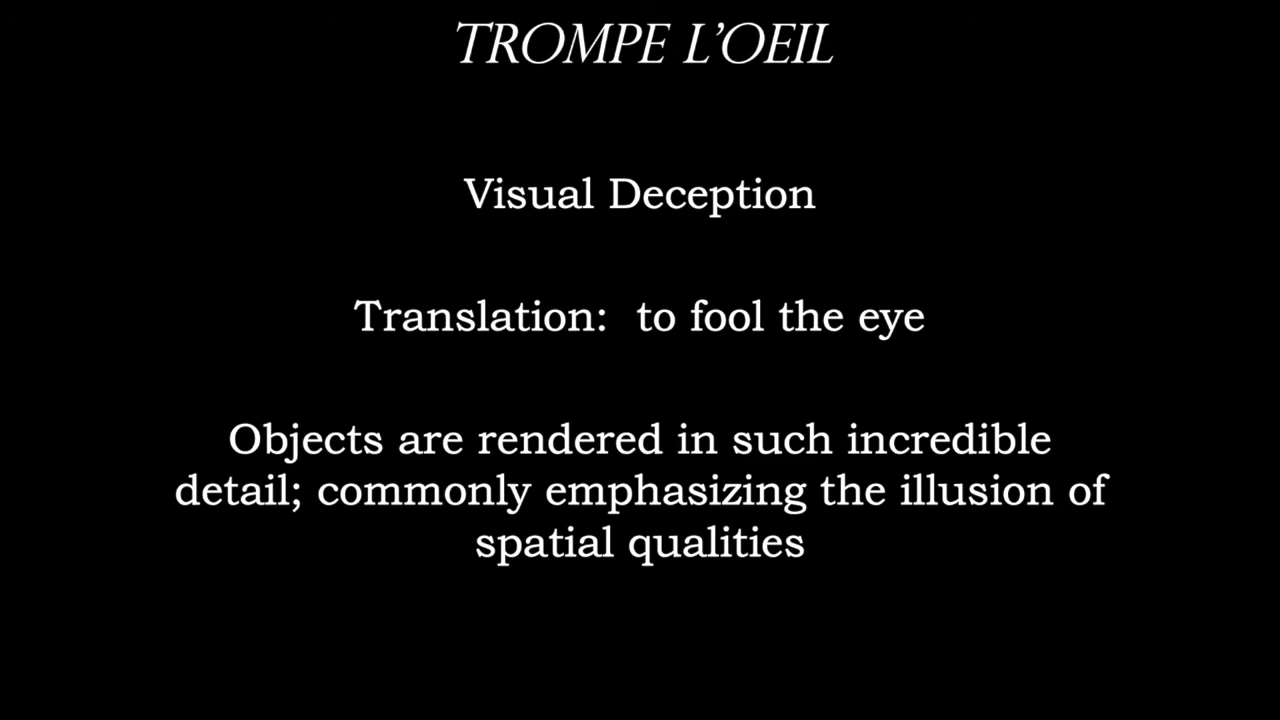 TROMPE L'OEIL
Visual Deception
Translation:  to fool the eye
Objects are rendered in such incredible
detail; commonly emphasizing the illusion of
spatial qualities